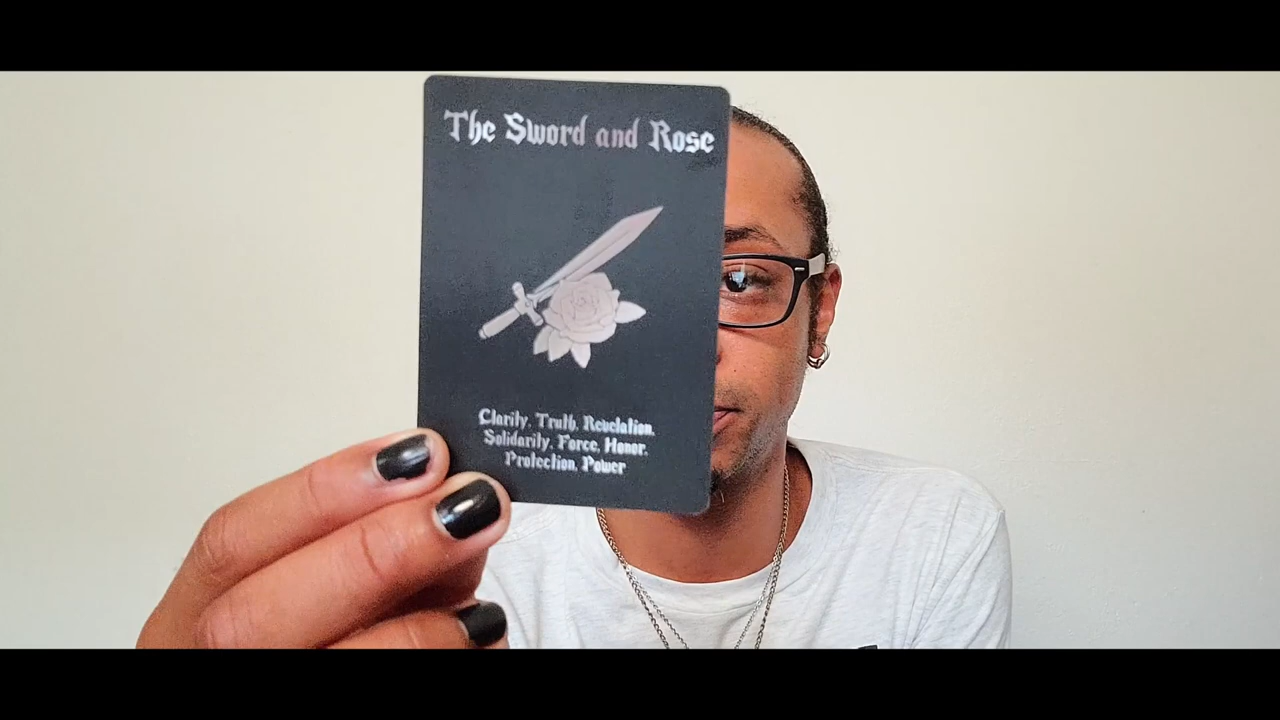 The Sword and Rose
Clarity, Truth, Revelation,
Solidarity, Force, Honor,
Protection, Power